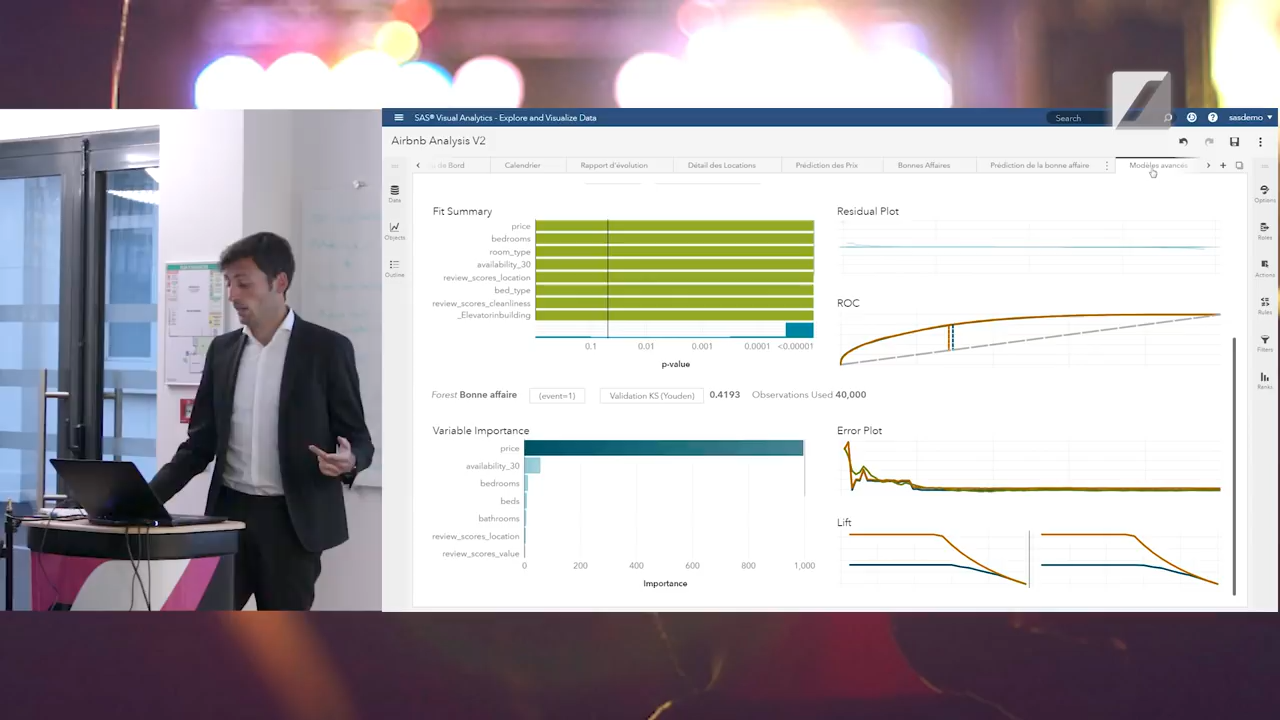 SAS® Visual Analytics - Explore and Visualize Data
Search
sasdemo
Airbnb Analysis V2
de Bord
Calendrier
Rapport d'évolution
Détail des Locations
Prédiction des Prix
Bonnes Affaires
Prédiction de la bonne affaire
Modèles avancés
Data
Objects
Outline
Options
Roles
Actions
Rules
Filters
Ranks
Fit Summary
price
bedrooms
room_type
availability_30
review_scores_location
bed_type
review_scores_cleanliness
_Elevatorinbuilding
0.1 0.01 0.001 0.0001 <0.00001
p-value
Residual Plot
ROC
Forest Bonne affaire (event=1) Validation KS (Youden) 0.4193 Observations Used 40,000
Variable Importance
price
availability_30
bedrooms
beds
bathrooms
review_scores_location
review_scores_value
0 200 400 600 800 1,000
Importance
Error Plot
Lift